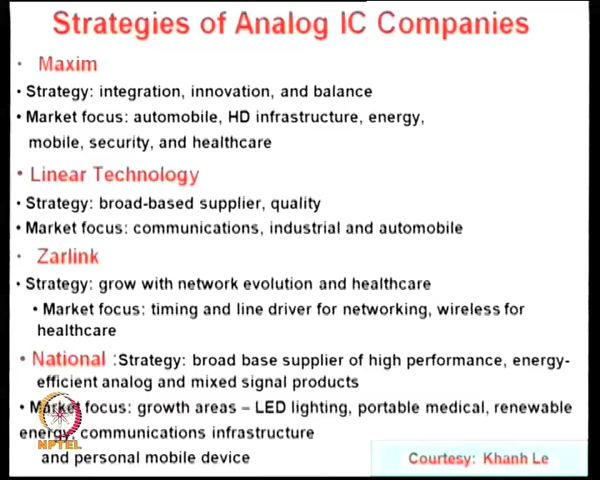 Strategies of Analog IC Companies
• Maxim
• Strategy: integration, innovation, and balance
• Market focus: automobile, HD infrastructure, energy,
mobile, security, and healthcare
• Linear Technology
• Strategy: broad-based supplier, quality
• Market focus: communications, industrial and automobile
• Zarlink
• Strategy: grow with network evolution and healthcare
• Market focus: timing and line driver for networking, wireless for
healthcare
• National :Strategy: broad base supplier of high performance, energy-
efficient analog and mixed signal products
• Market focus: growth areas – LED lighting, portable medical, renewable
energy, communications infrastructure
and personal mobile device
NPTEL
Courtesy: Khanh Le